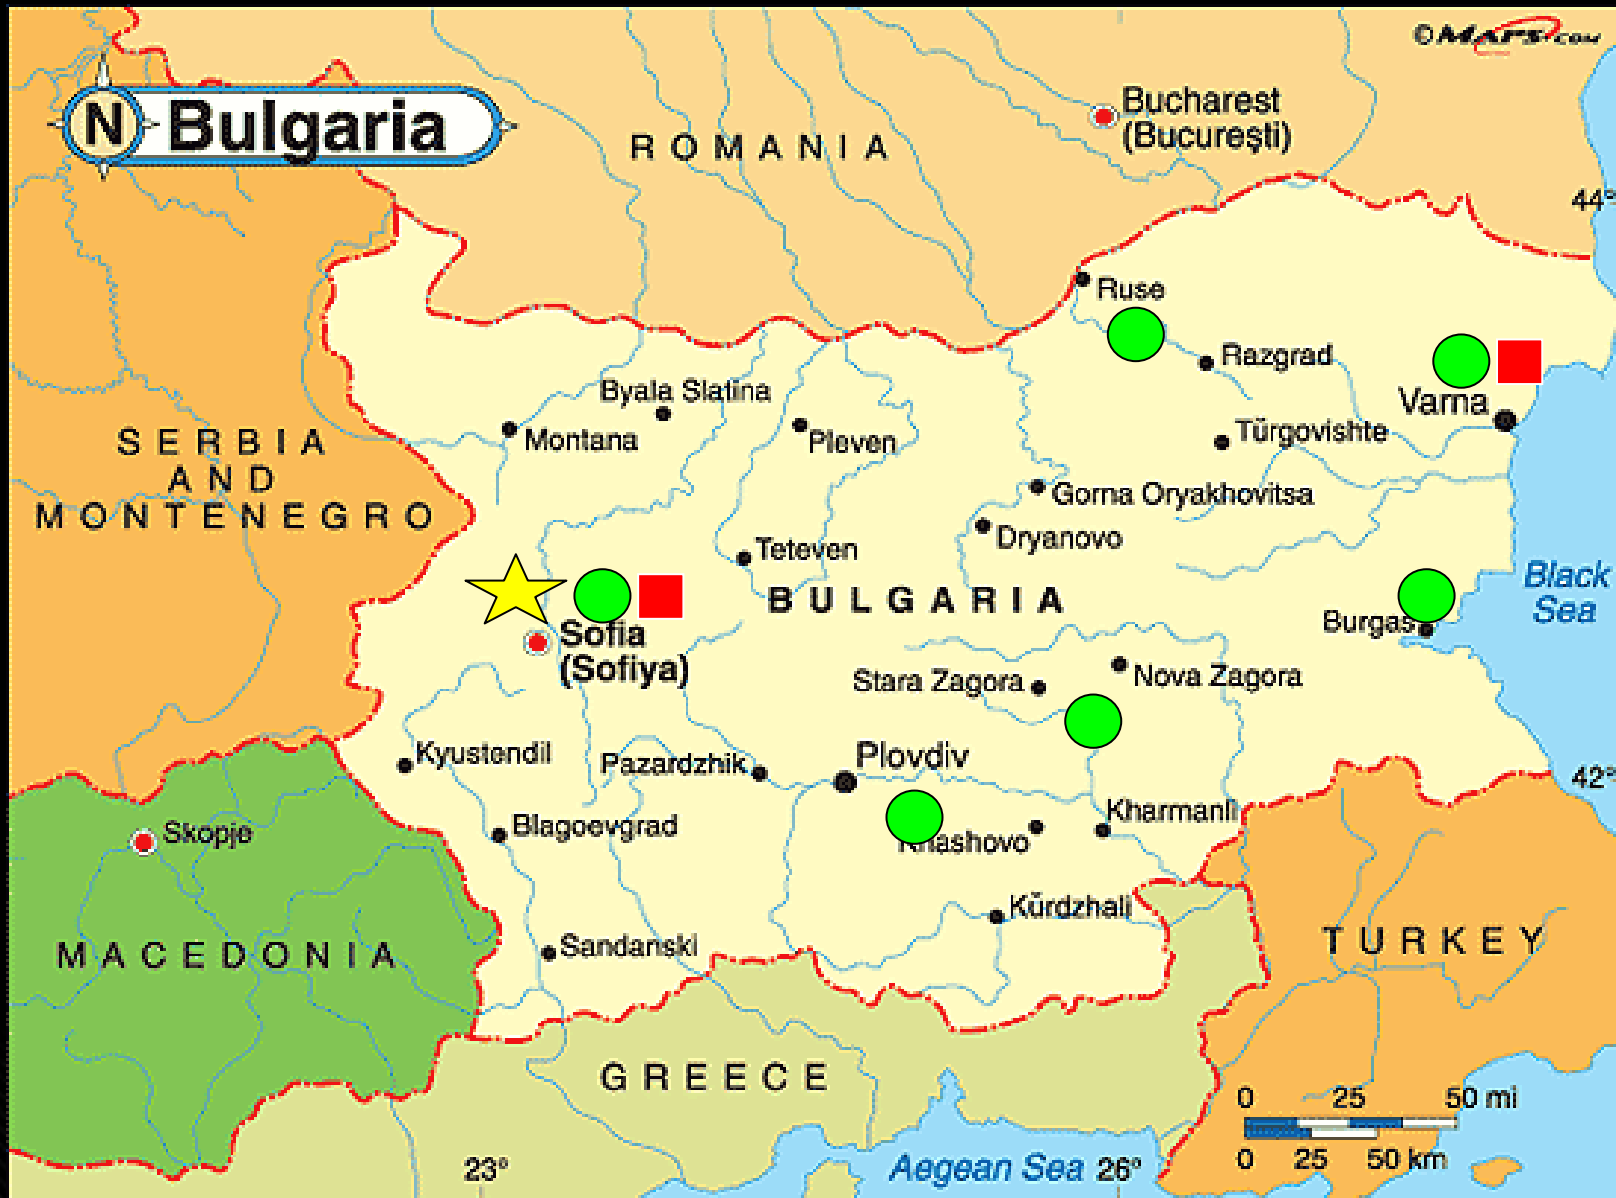 ©MAPS.COM
N Bulgaria
Bucharest
(București)
ROMANIA
44°
Ruse
Razgrad
Byala Slatina
Varna
Montana
Pleven
Türgovishte
SERBIA
AND
MONTENEGRO
Gorna Oryakhovitsa
Dryanovo
Teteven
Black
Sea
BULGARIA
Burgas
Sofia
(Sofiya)
Stara Zagora
Nova Zagora
Kyustendil
Pazardzhik
Plovdiv
42°
Skopje
Blagoevgrad
Kharmanli
Khashovo
Kürdzhali
MACEDONIA
Sandanski
TURKEY
GREECE
0 25 50 mi
0 25 50 km
23°
Aegean Sea
26°